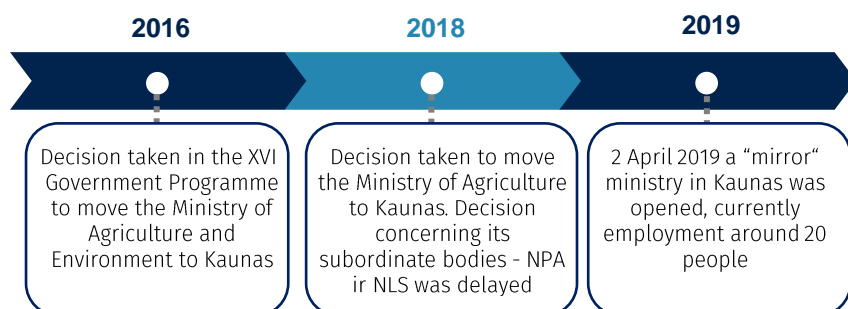 2016
2018
2019
Decision taken in the XVI
Government Programme
to move the Ministry of
Agriculture and
Environment to Kaunas
Decision taken to move
the Ministry of Agriculture
to Kaunas. Decision
concerning its
subordinate bodies - NPA
ir NLS was delayed
2 April 2019 a “mirror“
ministry in Kaunas was
opened, currently
employment around 20
people